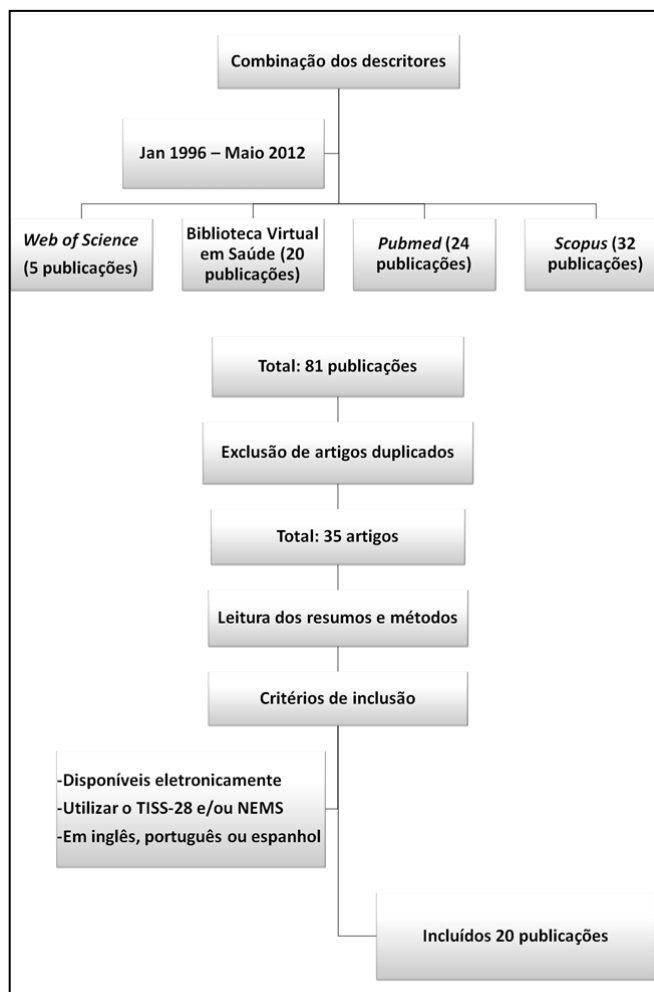 Combinação dos descritores
Jan 1996 – Maio 2012
Web of Science
(5 publicações)
Biblioteca Virtual
em Saúde (20
publicações)
Pubmed (24
publicações)
Scopus (32
publicações)
Total: 81 publicações
Exclusão de artigos duplicados
Total: 35 artigos
Leitura dos resumos e métodos
Critérios de inclusão
-Disponíveis eletronicamente
-Utilizar o TISS-28 e/ou NEMS
-Em inglês, português ou espanhol
Incluídos 20 publicações